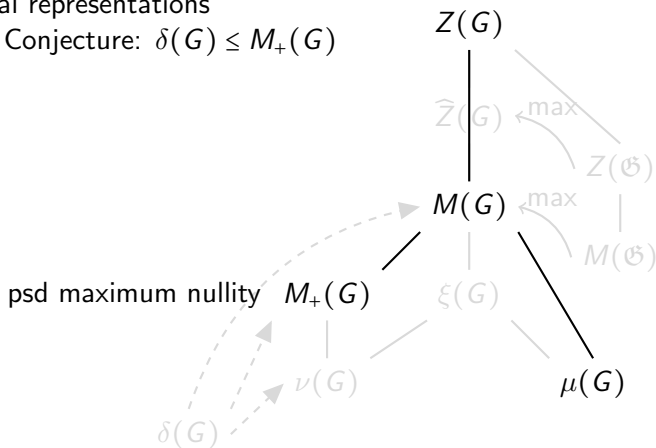 al representations
Conjecture: δ(G) ≤ M₊(G)
Z(G)
Ẑ(G)
max
Z(𝔊)
M(G)
max
M(𝔊)
psd maximum nullity M₊(G)
ξ(G)
ν(G)
μ(G)
δ(G)